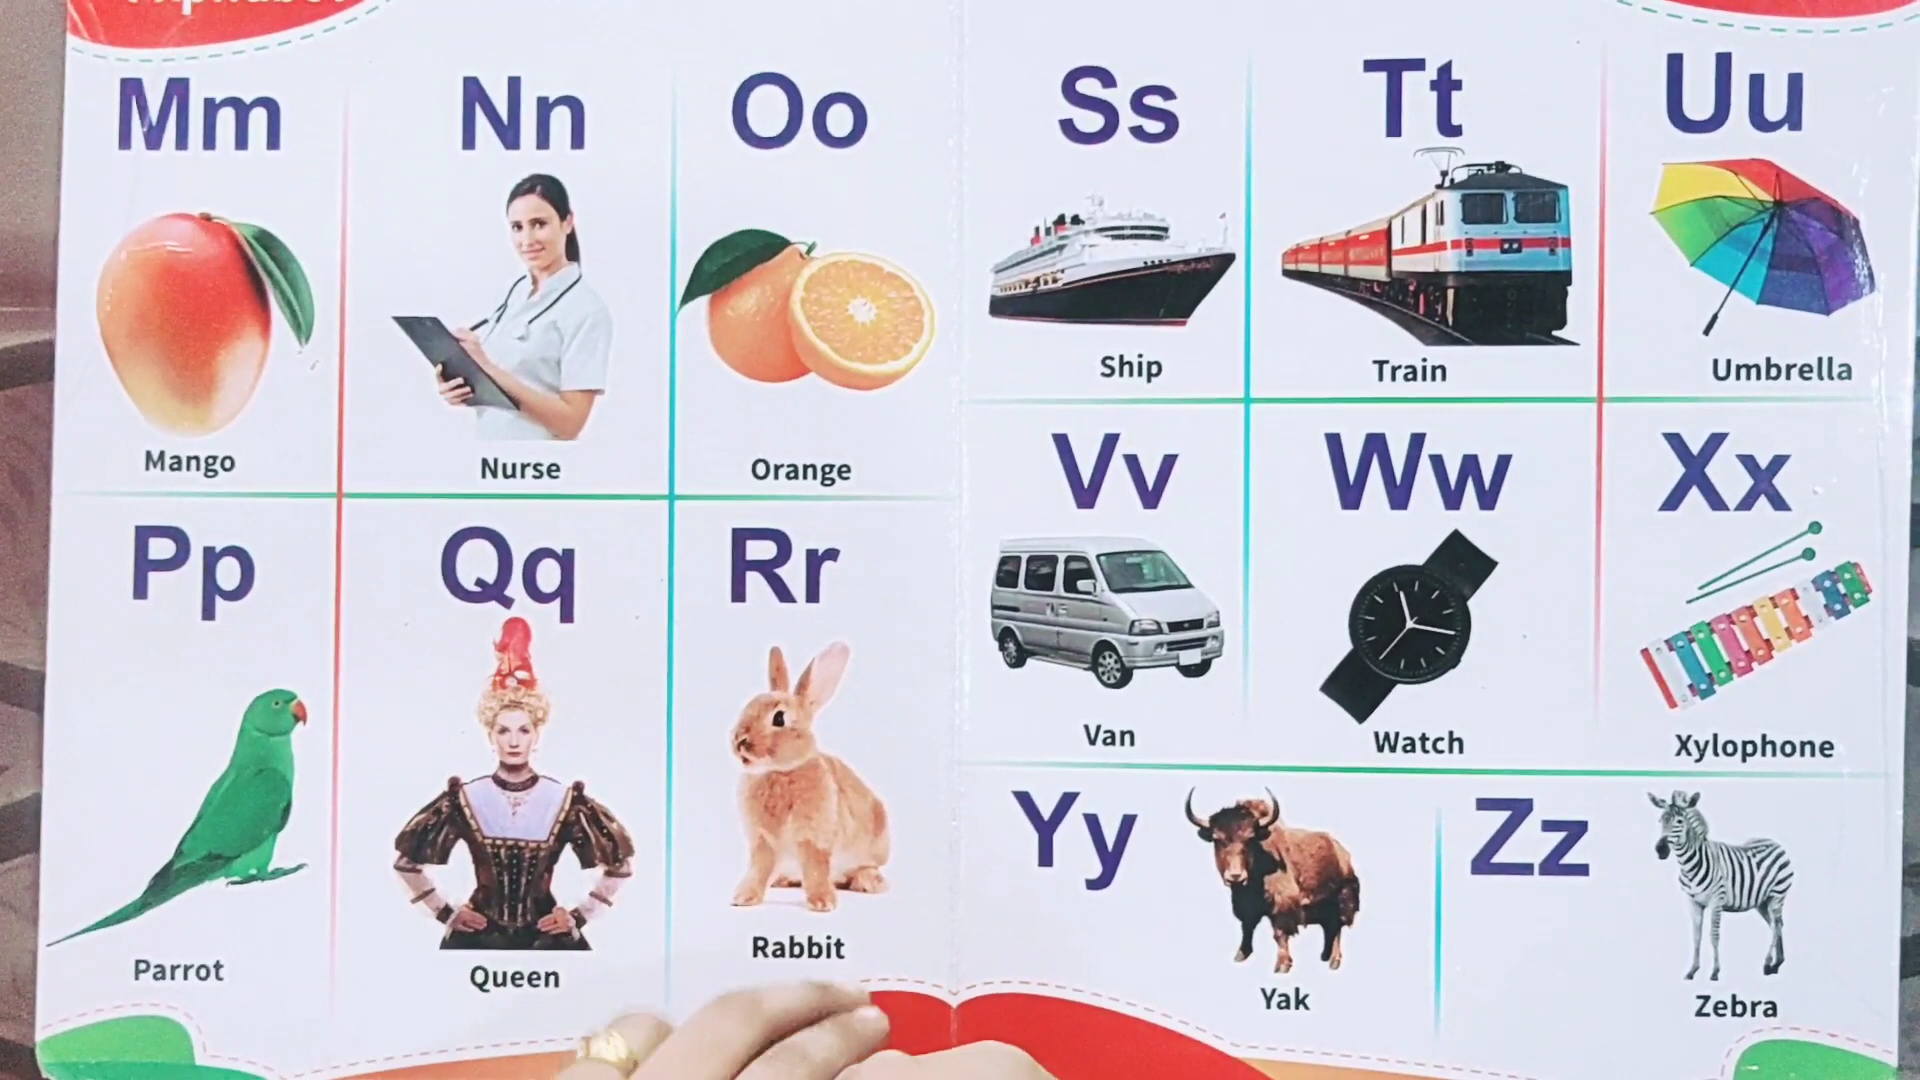 Alphabet
Mm
Nn
Oo
Mango
Nurse
Orange
Pp
Qq
Rr
Parrot
Queen
Rabbit
Ss
Tt
Uu
Ship
Train
Umbrella
Vv
Ww
Xx
Van
Watch
Xylophone
Yy
Zz
Yak
Zebra